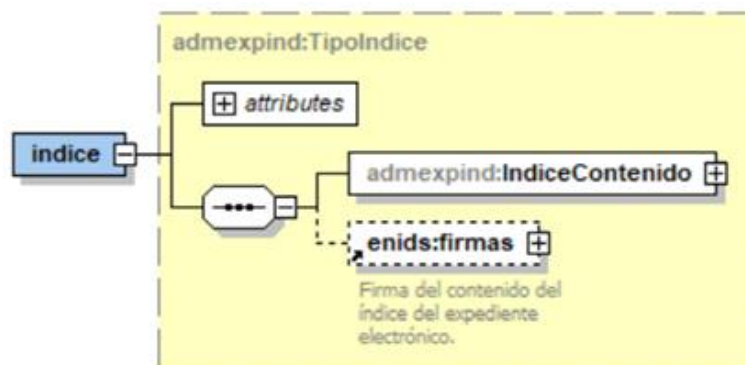 admexpind:TipoIndice
attributes
indice
admexpind:IndiceContenido
enids:firmas
Firma del contenido del
índice del expediente
electrónico.